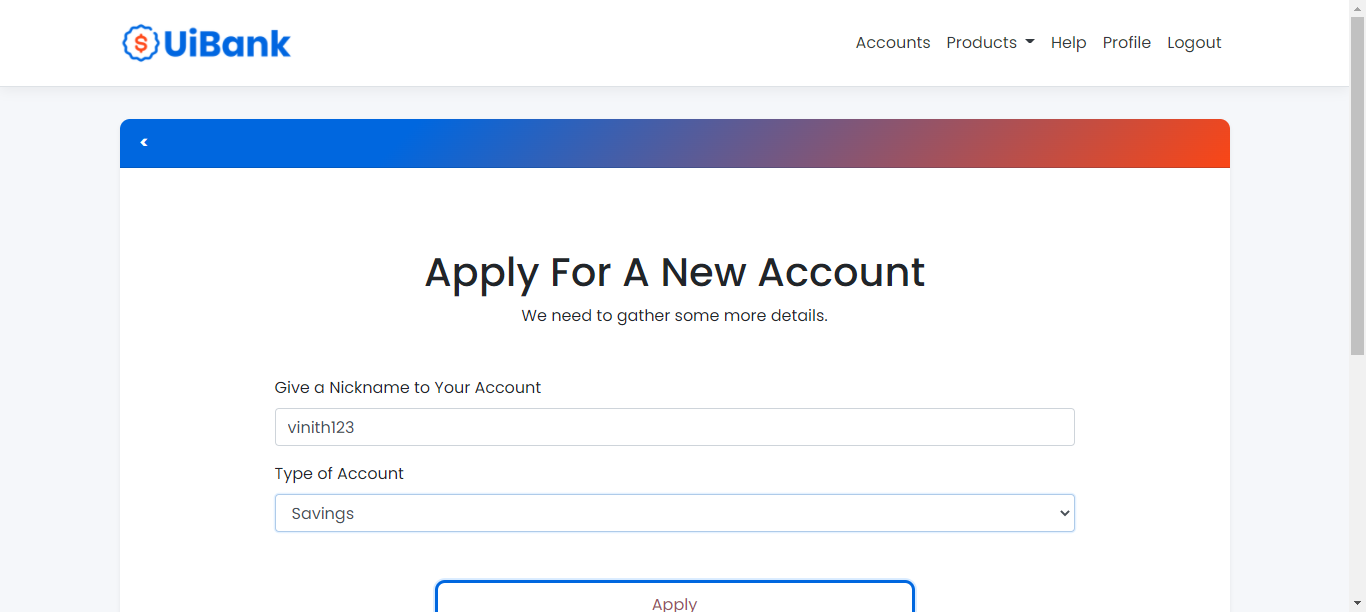 $ UiBank
Accounts Products Help Profile Logout
<
Apply For A New Account
We need to gather some more details.
Give a Nickname to Your Account
vinith123
Type of Account
Savings
Apply